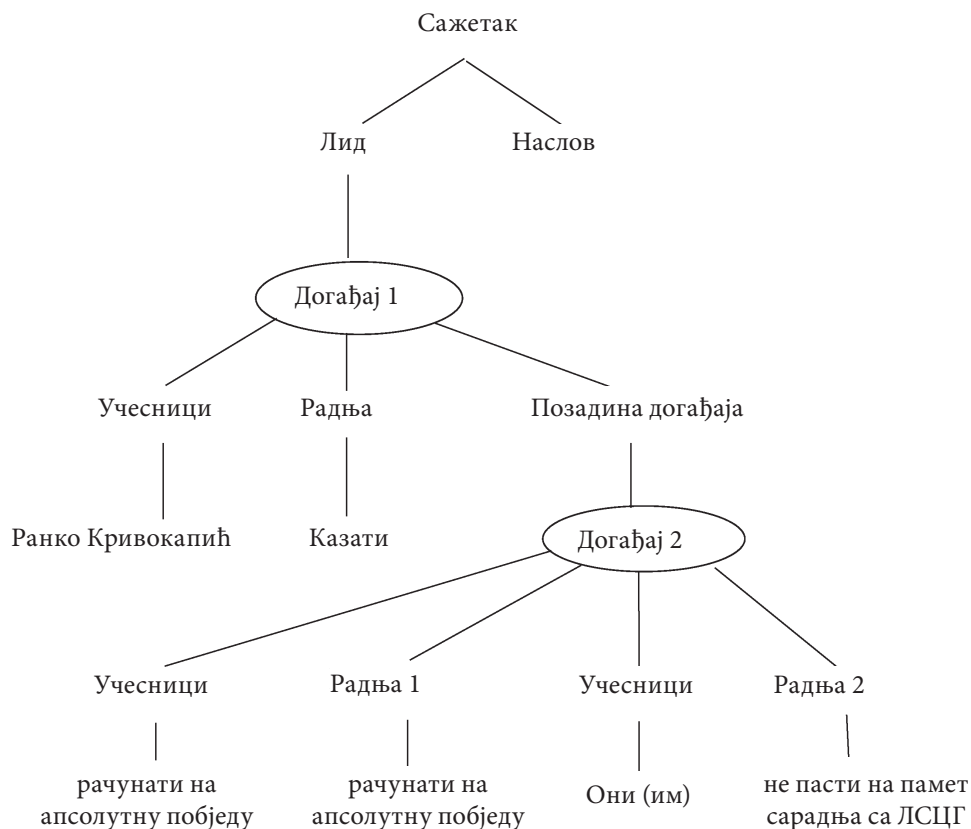 Сажетак
Лид Наслов
Догађај 1
Учесници Радња Позадина догађаја
Ранко Кривокапић Казати Догађај 2
Учесници Радња 1 Учесници Радња 2
рачунати на
апсолутну побједу
рачунати на
апсолутну побједу
Они (им)
не пасти на памет
сарадња са ЛСЦГ